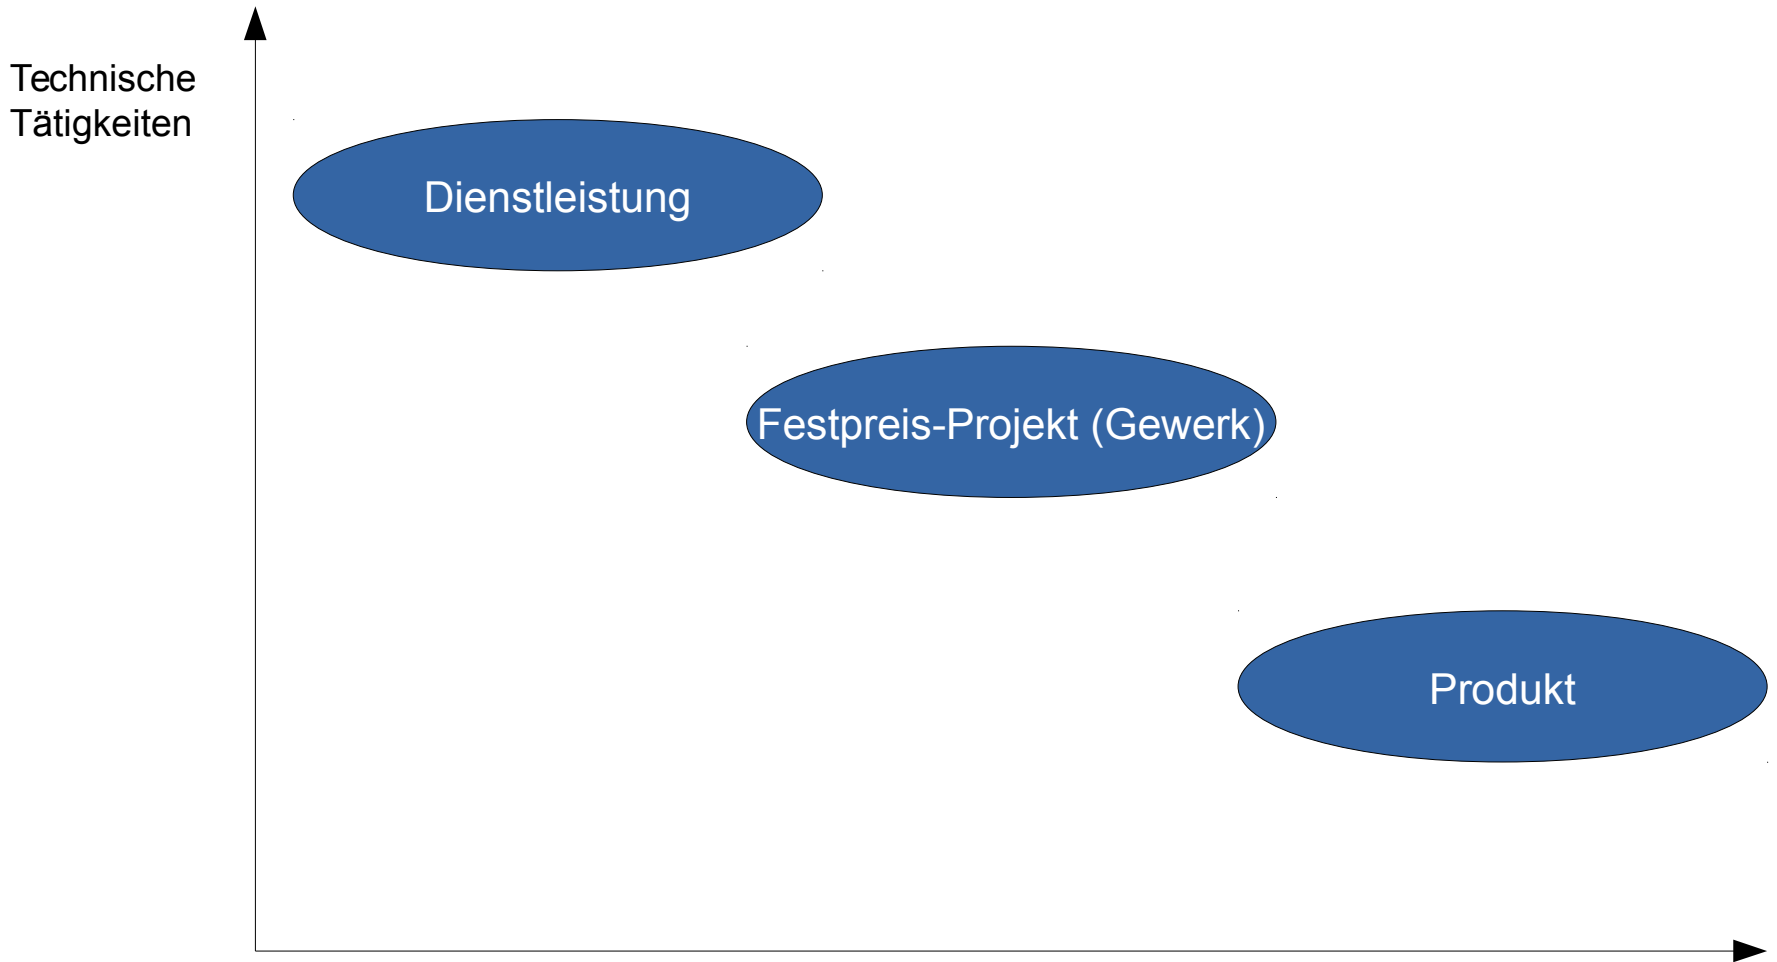 Technische
Tätigkeiten
Dienstleistung
Festpreis-Projekt (Gewerk)
Produkt